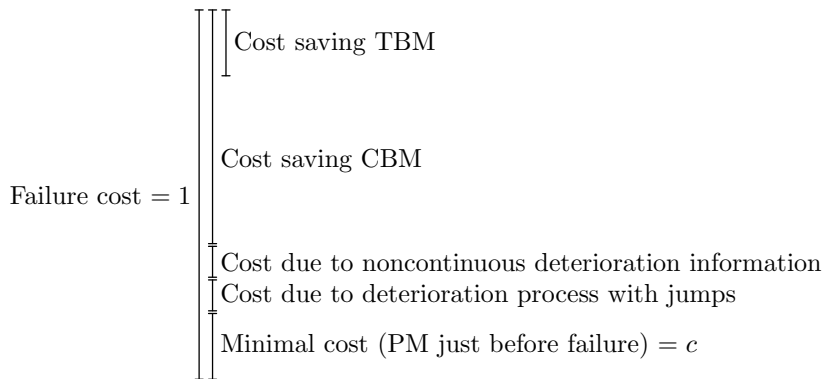 Cost saving TBM
Cost saving CBM
Failure cost = 1
Cost due to noncontinuous deterioration information
Cost due to deterioration process with jumps
Minimal cost (PM just before failure) = c